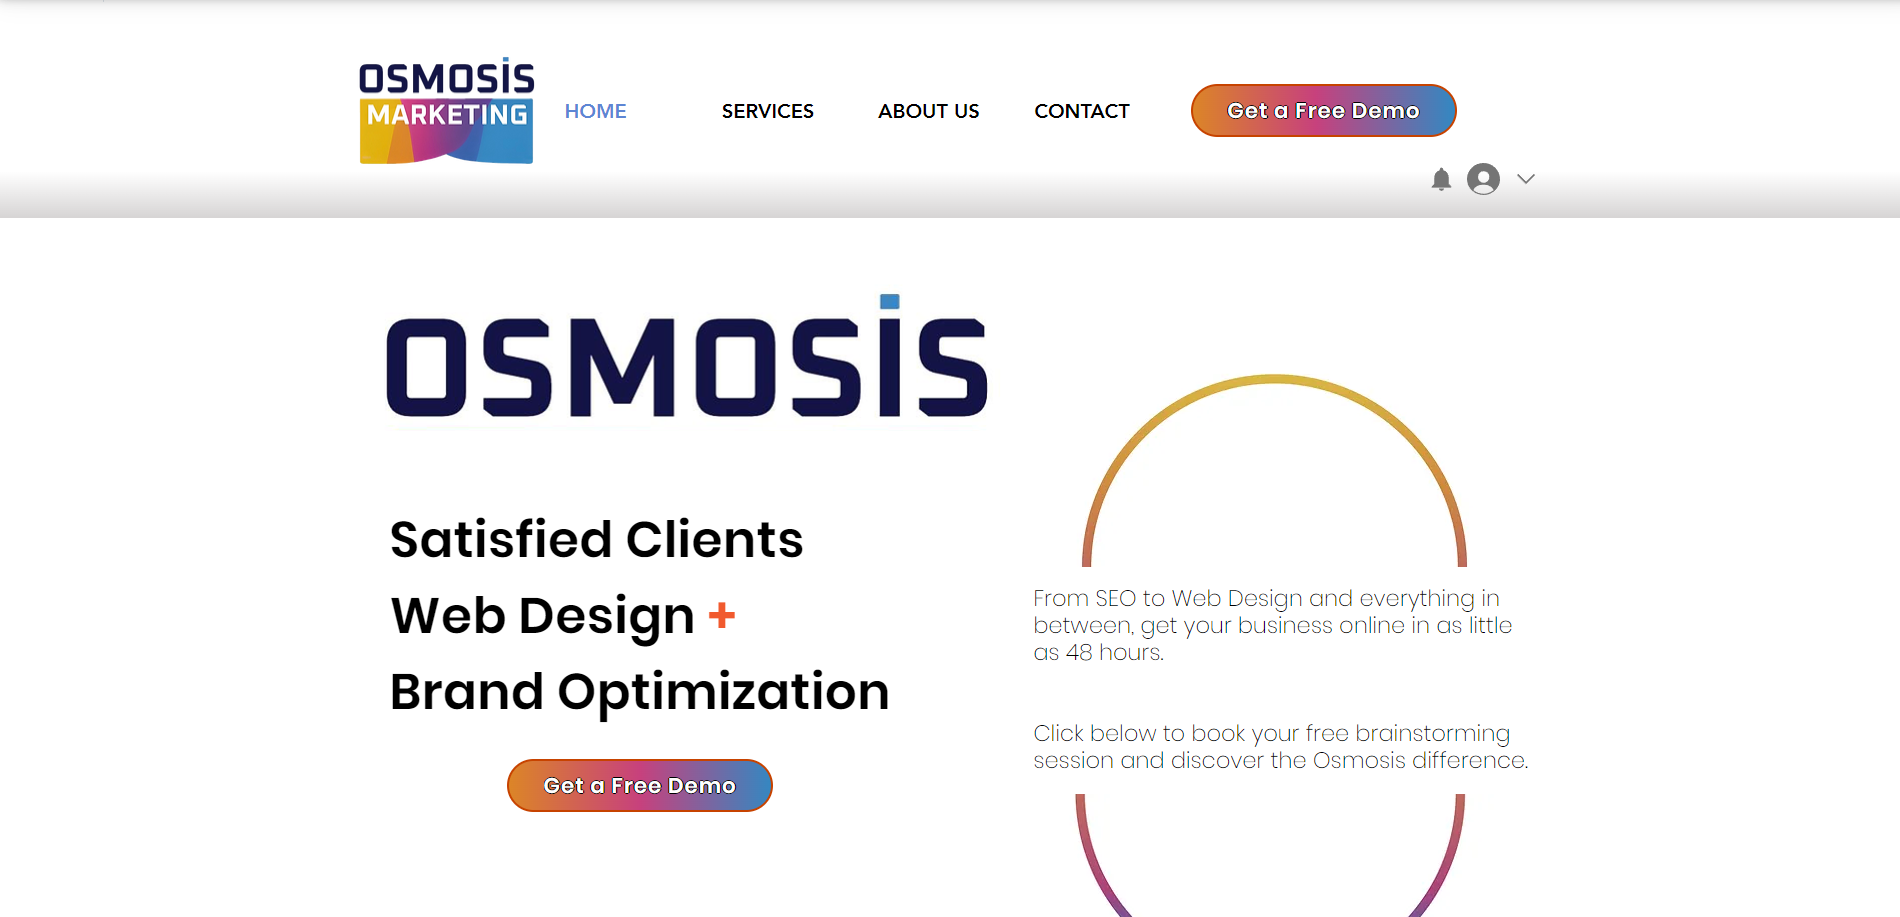 OSMOSIS
MARKETING
HOME
SERVICES
ABOUT US
CONTACT
Get a Free Demo
OSMOSIS
Satisfied Clients
Web Design +
Brand Optimization
Get a Free Demo
From SEO to Web Design and everything in
between, get your business online in as little
as 48 hours.
Click below to book your free brainstorming
session and discover the Osmosis difference.